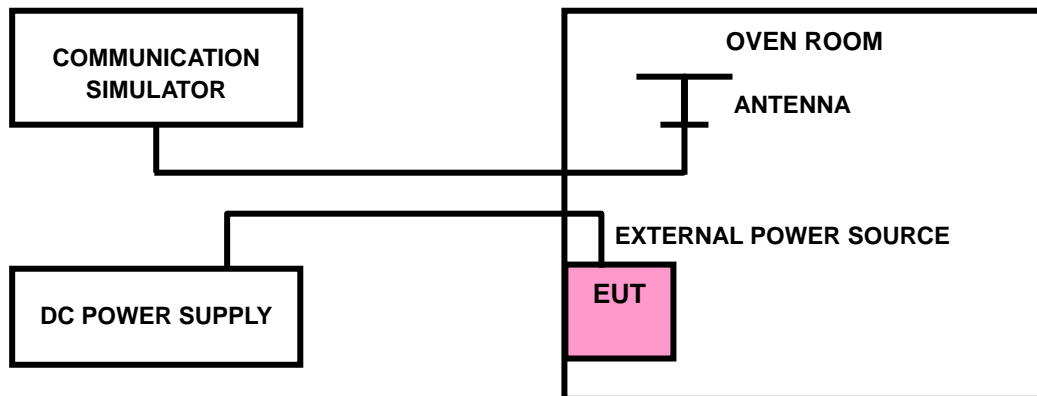 COMMUNICATION
SIMULATOR
OVEN ROOM
ANTENNA
EXTERNAL POWER SOURCE
EUT
DC POWER SUPPLY